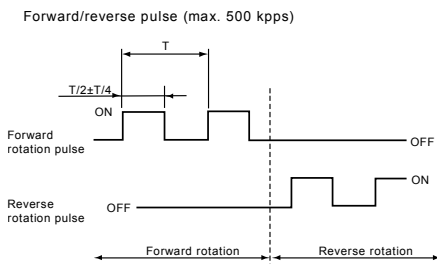 Forward/reverse pulse (max. 500 kpps)
T
T/2±T/4
ON
Forward
rotation pulse
OFF
ON
Reverse
rotation pulse
OFF
Forward rotation
Reverse rotation